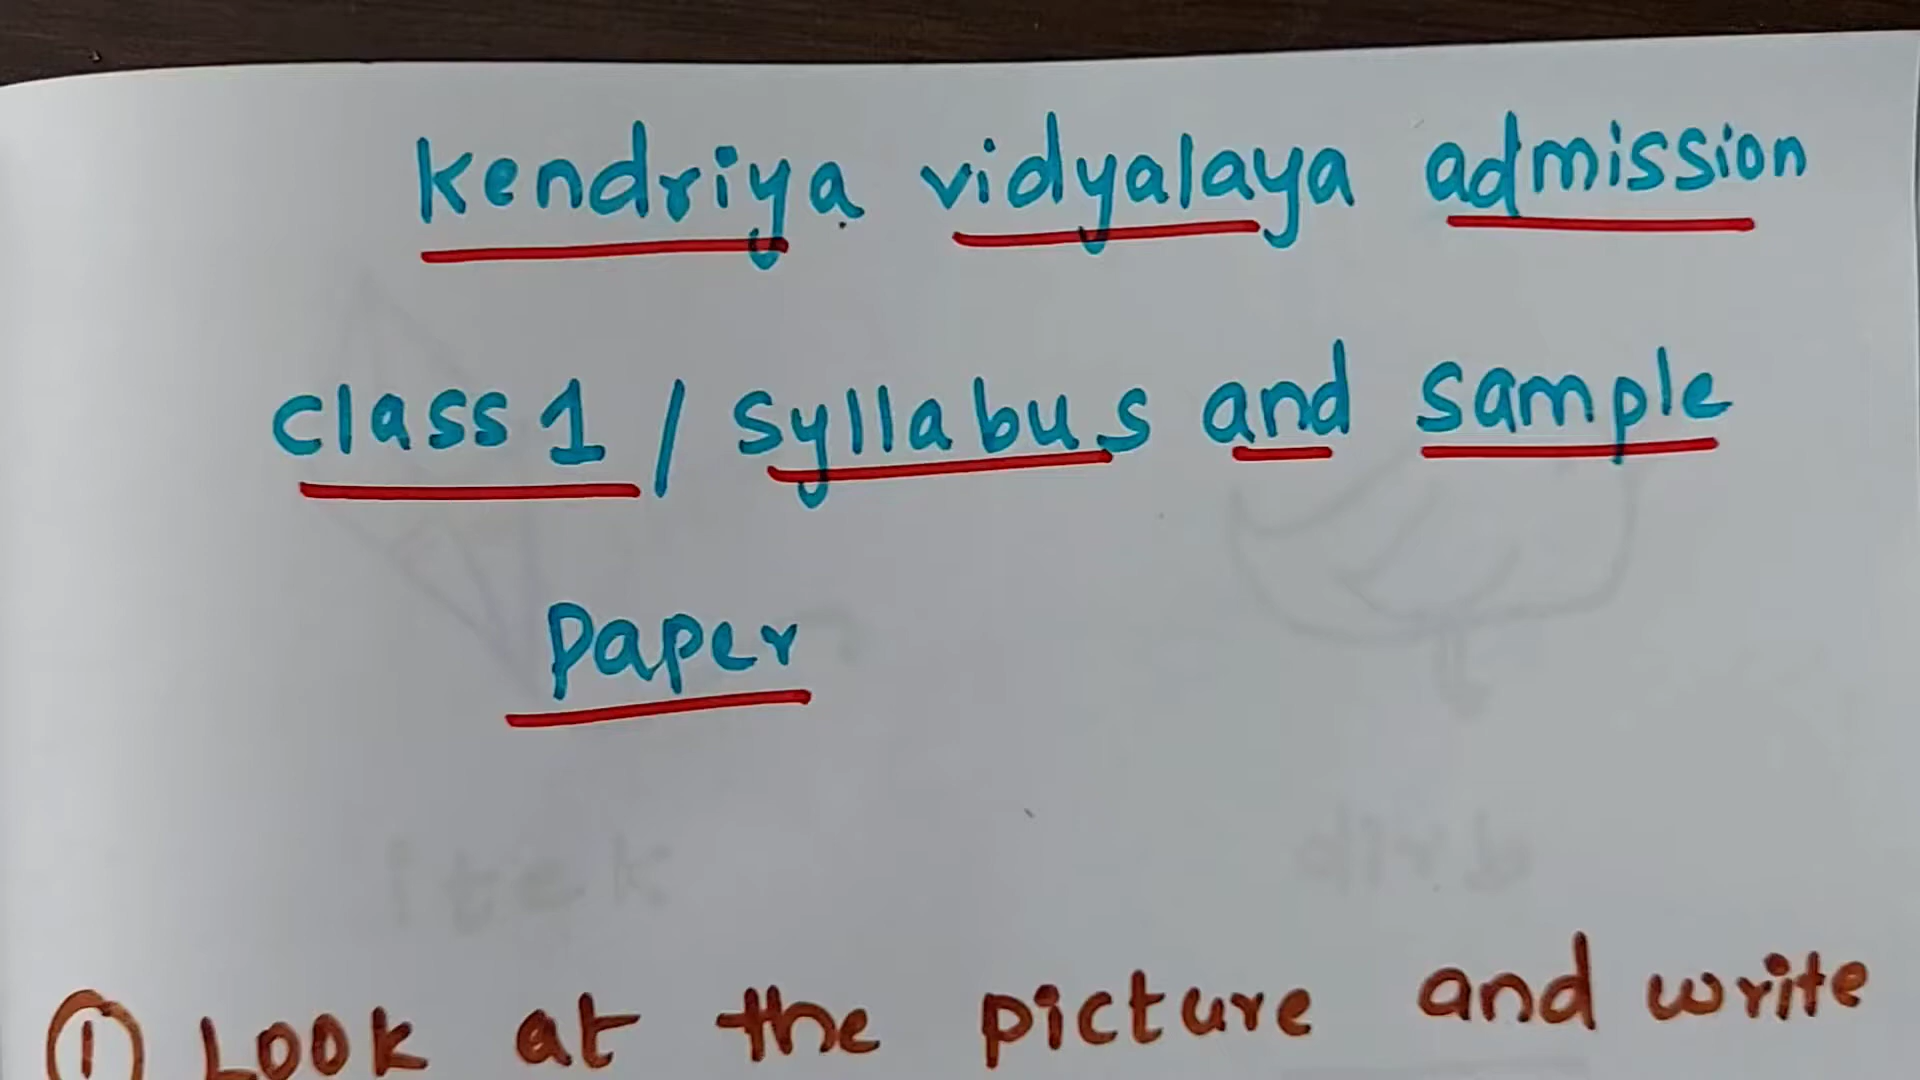 Kendriya vidyalaya admission
class 1 / syllabus and sample
paper
① Look at the picture and write